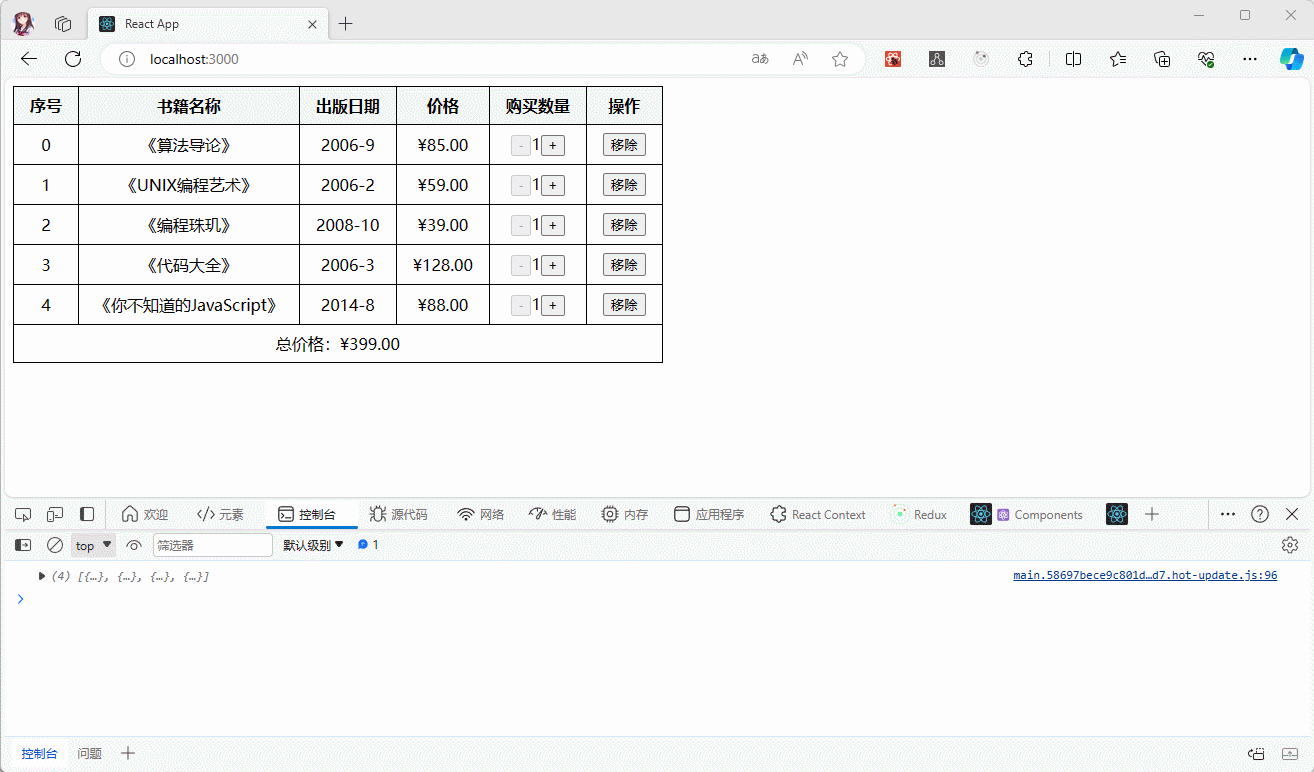 React App
localhost:3000
aあ
A
序号 书籍名称 出版日期 价格 购买数量 操作
0 《算法导论》 2006-9 ¥85.00 - 1 + 移除
1 《UNIX编程艺术》 2006-2 ¥59.00 - 1 + 移除
2 《编程珠玑》 2008-10 ¥39.00 - 1 + 移除
3 《代码大全》 2006-3 ¥128.00 - 1 + 移除
4 《你不知道的JavaScript》 2014-8 ¥88.00 - 1 + 移除
总价格：¥399.00
欢迎 </> 元素 控制台 源代码 网络 性能 内存 应用程序 React Context Redux Components
top 筛选器 默认级别 1
(4) [{…}, {…}, {…}, {…}] main.58697bece9c801d…d7.hot-update.js:96
控制台 问题